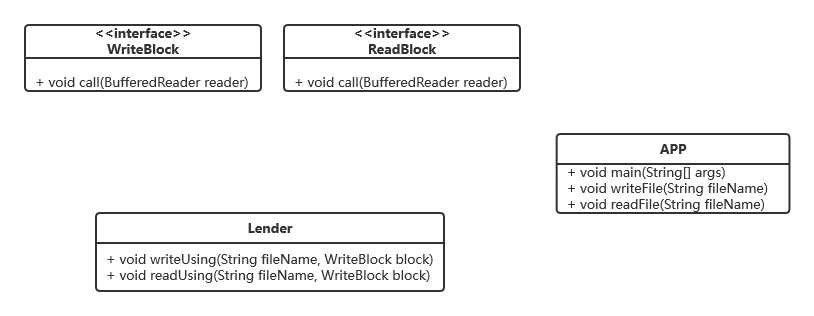 <<interface>>
WriteBlock
+ void call(BufferedReader reader)
<<interface>>
ReadBlock
+ void call(BufferedReader reader)
APP
+ void main(String[] args)
+ void writeFile(String fileName)
+ void readFile(String fileName)
Lender
+ void writeUsing(String fileName, WriteBlock block)
+ void readUsing(String fileName, WriteBlock block)